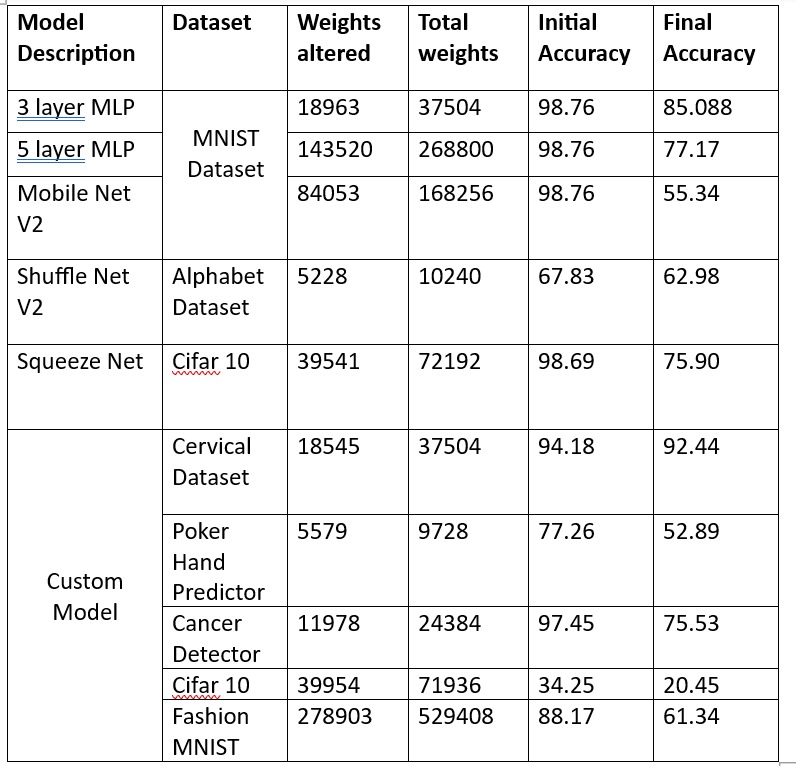 Model Description Dataset Weights altered Total weights Initial Accuracy Final Accuracy
3 layer MLP MNIST Dataset 18963 37504 98.76 85.088
5 layer MLP 143520 268800 98.76 77.17
Mobile Net V2 84053 168256 98.76 55.34
Shuffle Net V2 Alphabet Dataset 5228 10240 67.83 62.98
Squeeze Net Cifar 10 39541 72192 98.69 75.90
Custom Model Cervical Dataset 18545 37504 94.18 92.44
Poker Hand Predictor 5579 9728 77.26 52.89
Cancer Detector 11978 24384 97.45 75.53
Cifar 10 39954 71936 34.25 20.45
Fashion MNIST 278903 529408 88.17 61.34